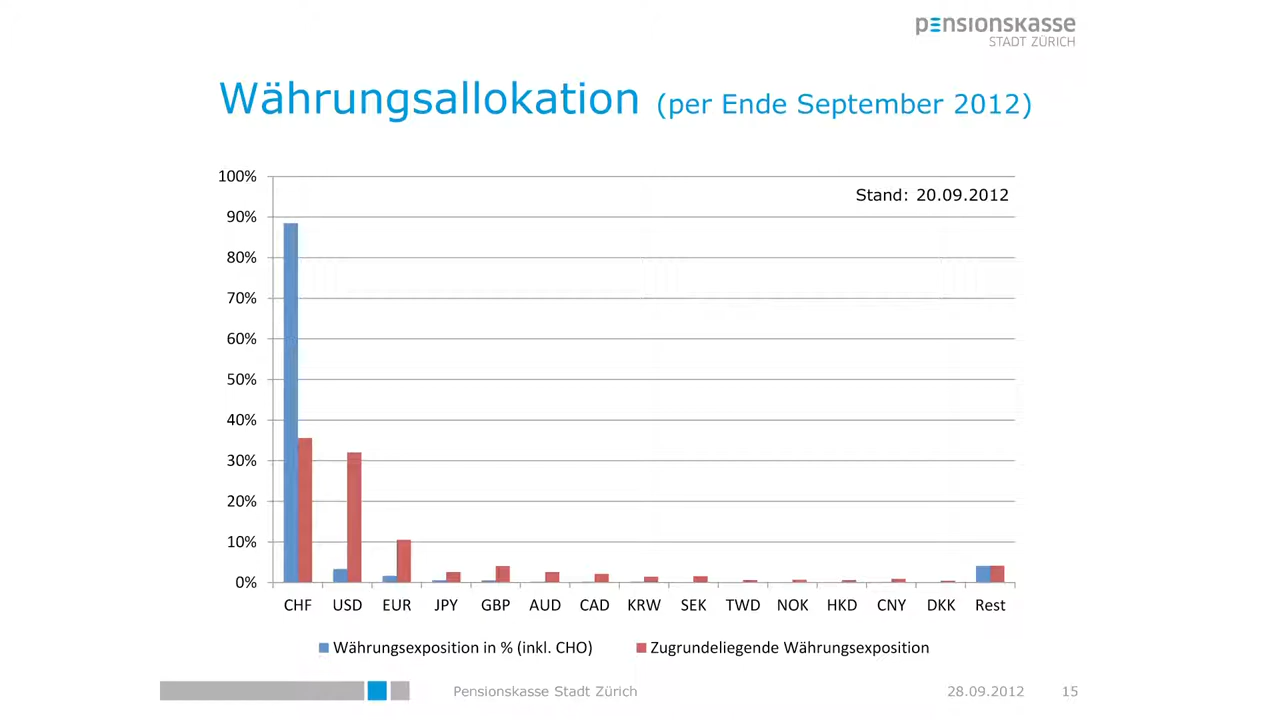 pensionskasse
STADT ZÜRICH
Währungsallokation (per Ende September 2012)
100%
Stand: 20.09.2012
90%
80%
70%
60%
50%
40%
30%
20%
10%
0%
CHF USD EUR JPY GBP AUD CAD KRW SEK TWD NOK HKD CNY DKK Rest
Währungsexposition in % (inkl. CHO) Zugrundeliegende Währungsexposition
Pensionskasse Stadt Zürich 28.09.2012 15